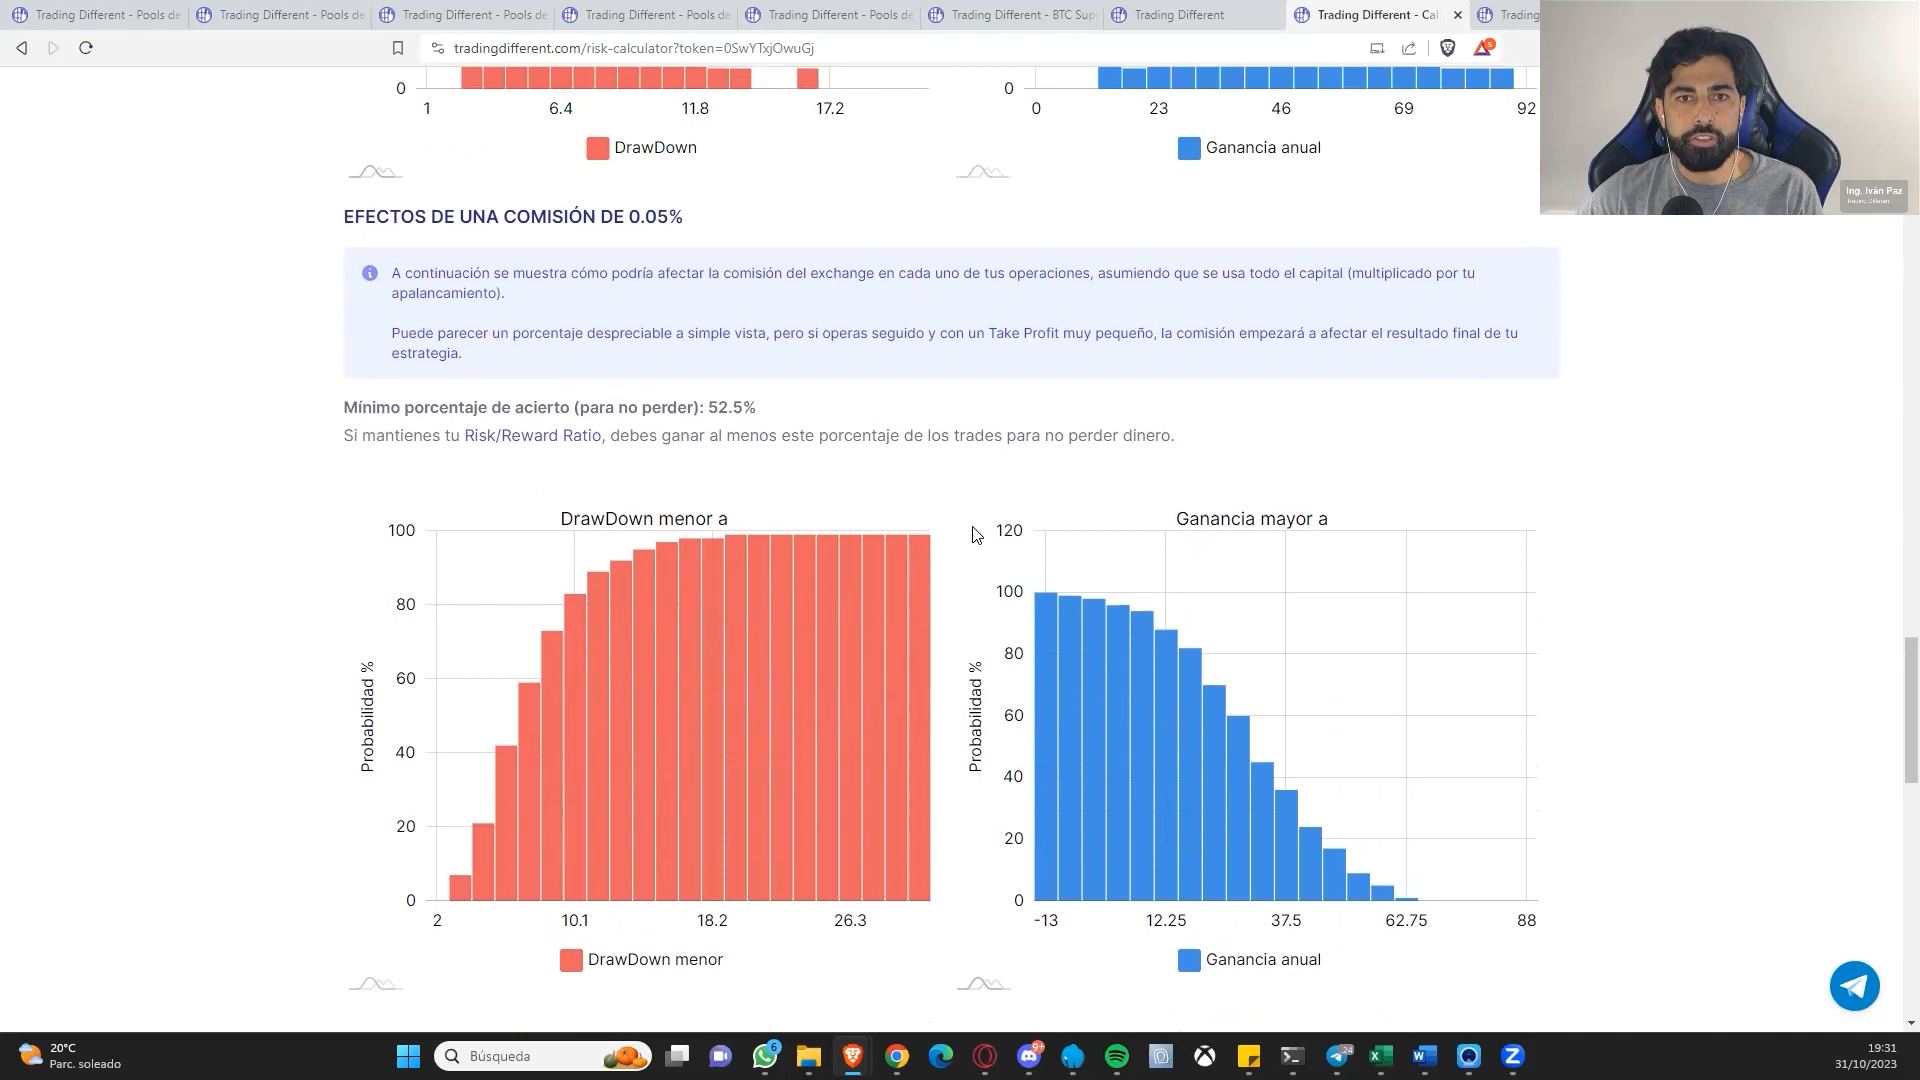 Trading Different - Pools de
Trading Different - Pools de
Trading Different - Pools de
Trading Different - Pools de
Trading Different - Pools de
Trading Different - BTC Sup
Trading Different
Trading Different - Cal
Trading
tradingdifferent.com/risk-calculator?token=0SwYTxjOwuGj
5
Ing. Iván Paz
Trading Different
0
1 6.4 11.8 17.2
DrawDown
0
0 23 46 69 92
Ganancia anual
EFECTOS DE UNA COMISIÓN DE 0.05%
A continuación se muestra cómo podría afectar la comisión del exchange en cada uno de tus operaciones, asumiendo que se usa todo el capital (multiplicado por tu
apalancamiento).
Puede parecer un porcentaje despreciable a simple vista, pero si operas seguido y con un Take Profit muy pequeño, la comisión empezará a afectar el resultado final de tu
estrategia.
Mínimo porcentaje de acierto (para no perder): 52.5%
Si mantienes tu Risk/Reward Ratio, debes ganar al menos este porcentaje de los trades para no perder dinero.
DrawDown menor a
Probabilidad %
100
80
60
40
20
0
2 10.1 18.2 26.3
DrawDown menor
Ganancia mayor a
Probabilidad %
120
100
80
60
40
20
0
-13 12.25 37.5 62.75 88
Ganancia anual
20°C
Parc. soleado
Búsqueda
6
9+
24
19:31
31/10/2023